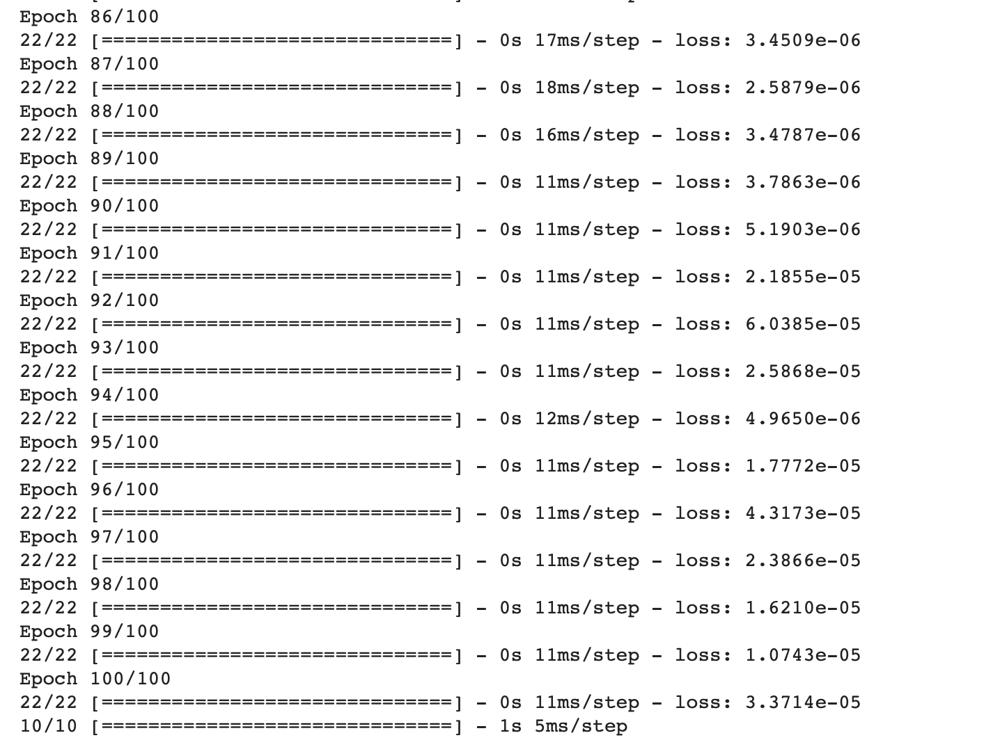 Epoch 86/100
22/22 [==============================] - 0s 17ms/step - loss: 3.4509e-06
Epoch 87/100
22/22 [==============================] - 0s 18ms/step - loss: 2.5879e-06
Epoch 88/100
22/22 [==============================] - 0s 16ms/step - loss: 3.4787e-06
Epoch 89/100
22/22 [==============================] - 0s 11ms/step - loss: 3.7863e-06
Epoch 90/100
22/22 [==============================] - 0s 11ms/step - loss: 5.1903e-06
Epoch 91/100
22/22 [==============================] - 0s 11ms/step - loss: 2.1855e-05
Epoch 92/100
22/22 [==============================] - 0s 11ms/step - loss: 6.0385e-05
Epoch 93/100
22/22 [==============================] - 0s 11ms/step - loss: 2.5868e-05
Epoch 94/100
22/22 [==============================] - 0s 12ms/step - loss: 4.9650e-06
Epoch 95/100
22/22 [==============================] - 0s 11ms/step - loss: 1.7772e-05
Epoch 96/100
22/22 [==============================] - 0s 11ms/step - loss: 4.3173e-05
Epoch 97/100
22/22 [==============================] - 0s 11ms/step - loss: 2.3866e-05
Epoch 98/100
22/22 [==============================] - 0s 11ms/step - loss: 1.6210e-05
Epoch 99/100
22/22 [==============================] - 0s 11ms/step - loss: 1.0743e-05
Epoch 100/100
22/22 [==============================] - 0s 11ms/step - loss: 3.3714e-05
10/10 [==============================] - 1s 5ms/step